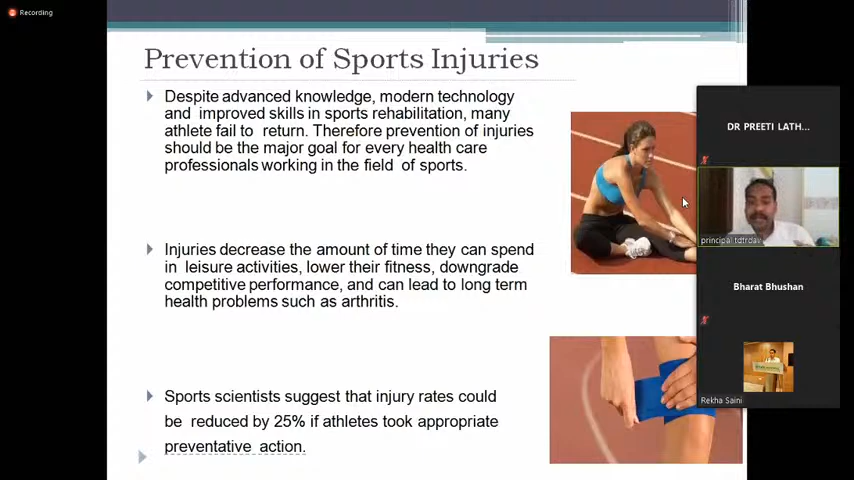 Recording
Prevention of Sports Injuries
Despite advanced knowledge, modern technology
and improved skills in sports rehabilitation, many
athlete fail to return. Therefore prevention of injuries
should be the major goal for every health care
professionals working in the field of sports.
Injuries decrease the amount of time they can spend
in leisure activities, lower their fitness, downgrade
competitive performance, and can lead to long term
health problems such as arthritis.
Sports scientists suggest that injury rates could
be reduced by 25% if athletes took appropriate
preventative action.
DR PREETI LATH...
principal tdtrdav
Bharat Bhushan
Rekha Saini